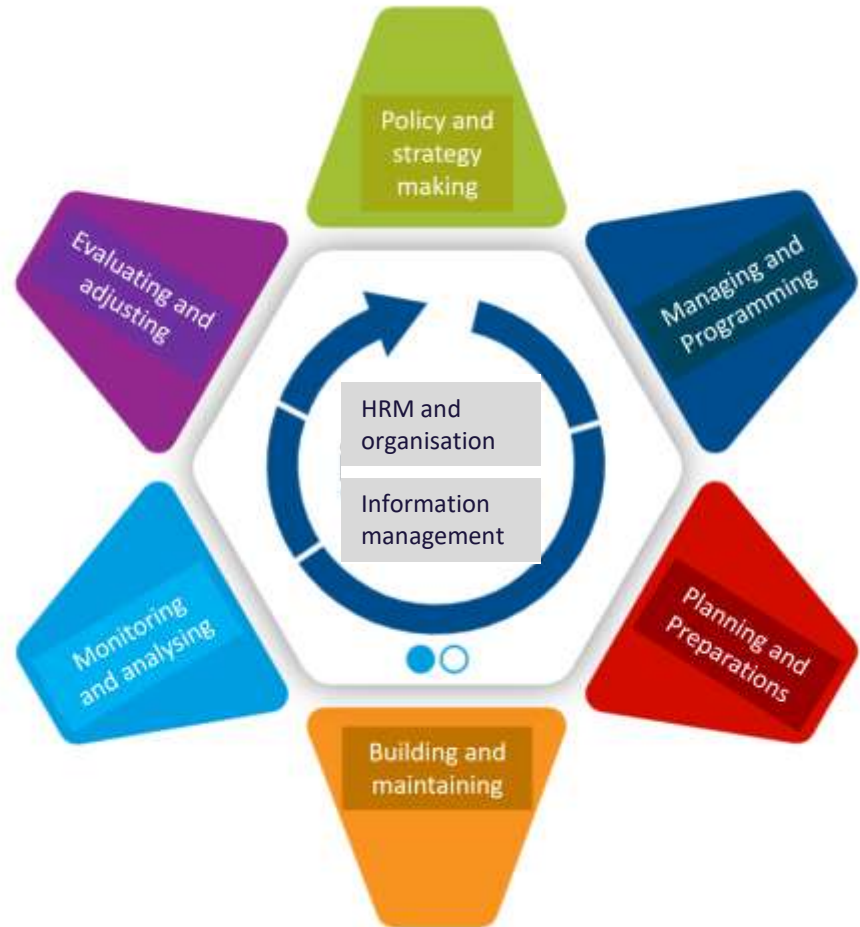 Policy and
strategy
making
Managing and
Programming
Planning and
Preparations
Building and
maintaining
Monitoring
and analysing
Evaluating and
adjusting
HRM and
organisation
Information
management